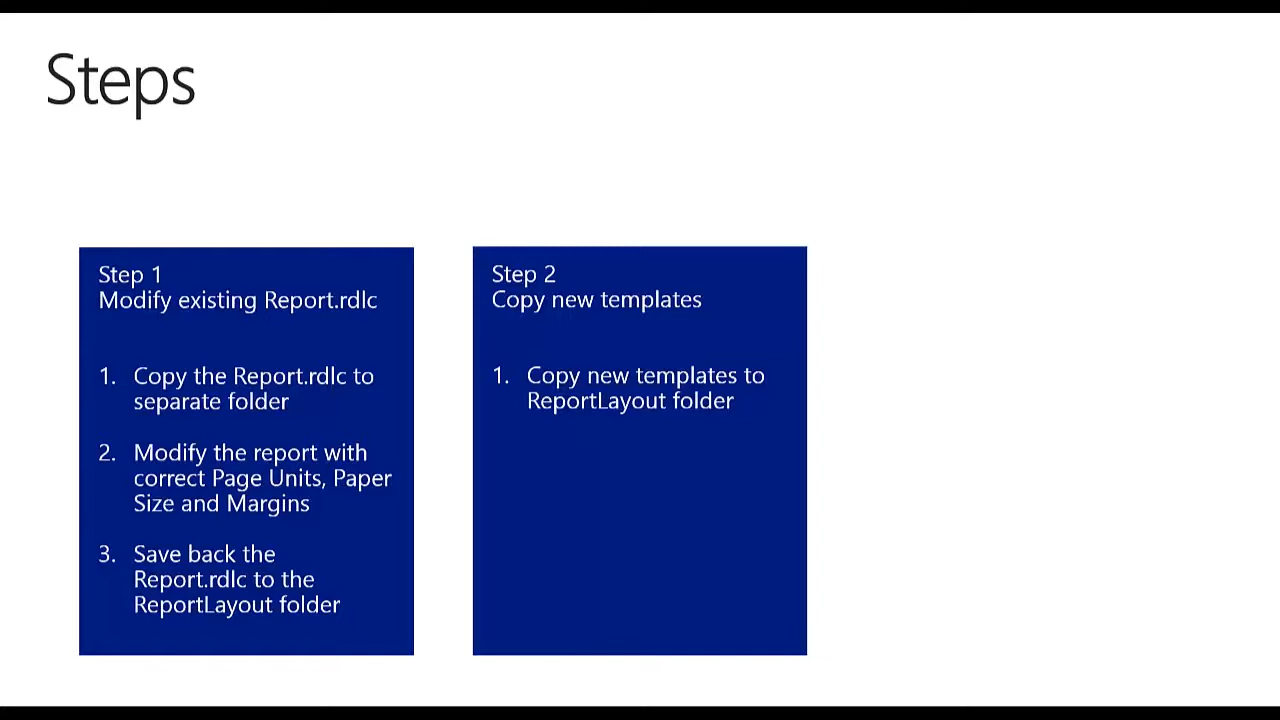 Steps
Step 1
Modify existing Report.rdlc
1. Copy the Report.rdlc to
separate folder
2. Modify the report with
correct Page Units, Paper
Size and Margins
3. Save back the
Report.rdlc to the
ReportLayout folder
Step 2
Copy new templates
1. Copy new templates to
ReportLayout folder